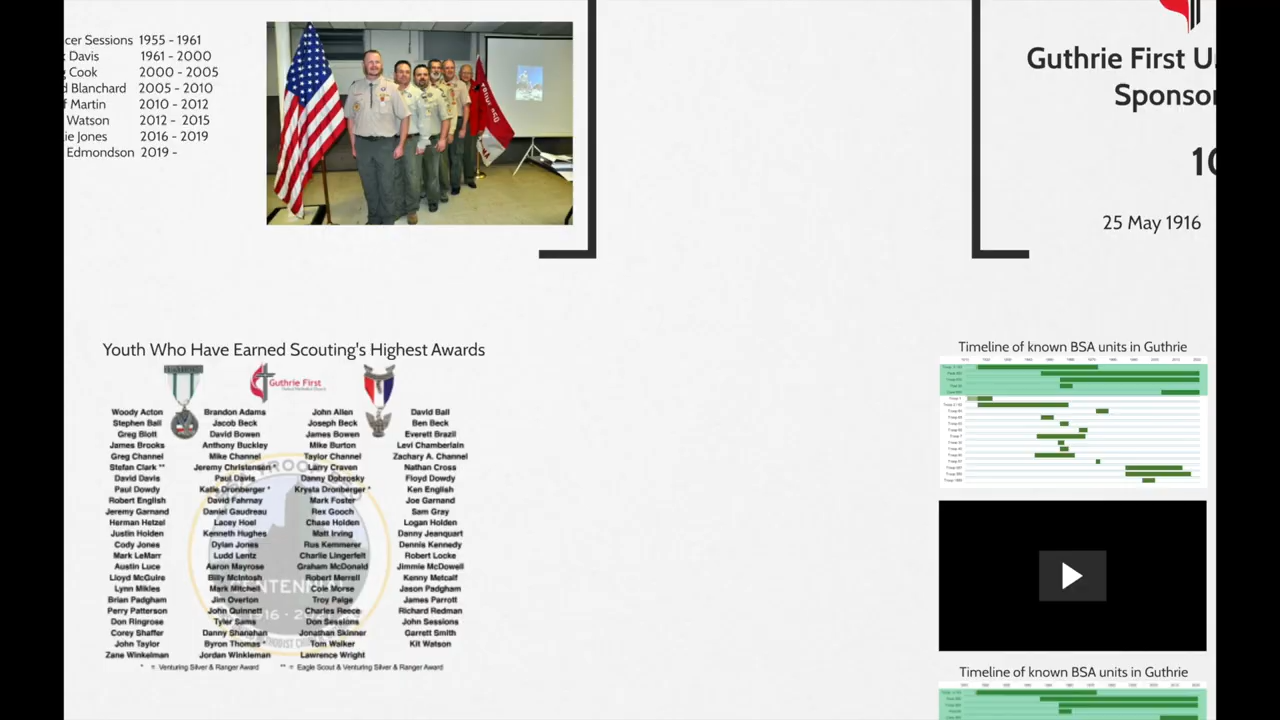 cer Sessions 1955 - 1961
Davis 1961 - 2000
Cook 2000 - 2005
d Blanchard 2005 - 2010
f Martin 2010 - 2012
Watson 2012 - 2015
ie Jones 2016 - 2019
Edmondson 2019 -
Guthrie First U
Sponsor
10
25 May 1916
Youth Who Have Earned Scouting's Highest Awards
Guthrie First
Woody Acton Brandon Adams John Allen David Ball
Stephen Ball Jacob Beck Joseph Beck Ben Beck
Greg Blott David Bowen James Bowen Everett Brazil
James Brooks Anthony Buckley Mike Burton Levi Chamberlain
Greg Channel Mike Channel Taylor Channel Zachary A. Channel
Stefan Clark ** Jeremy Christensen * Larry Craven Nathan Cross
David Davis Paul Davis Danny Dobrosky Floyd Dowdy
Paul Dowdy Katie Dronberger * Krysta Dronberger * Ken English
Robert English David Fahrnay Mark Foster Joe Garnand
Jeremy Garnand Daniel Gaudreau Rex Gooch Sam Gray
Herman Hetzel Lacey Hoel Chase Holden Logan Holden
Justin Holden Kenneth Hughes Matt Irving Danny Jeanquart
Cody Jones Dylan Jones Rus Kemmerer Dennis Kennedy
Mark LeMarr Ludd Lentz Charlie Lingerfelt Robert Locke
Austin Luce Aaron Mayrose Graham McDonald Jimmie McDowell
Lloyd McGuire Billy McIntosh Robert Merrell Kenny Metcalf
Lynn Mikles Mark Mitchell Cole Morse Jason Padgham
Brian Padgham Jim Overton Troy Paige James Parrott
Perry Patterson John Quinnett Charles Reece Richard Redman
Don Ringrose Tyler Sams Don Sessions John Sessions
Corey Shaffer Danny Shanahan Jonathan Skinner Garrett Smith
John Taylor Byron Thomas * Tom Walker Kit Watson
Zane Winkelman Jordan Winkleman Lawrence Wright
* = Venturing Silver & Ranger Award ** = Eagle Scout & Venturing Silver & Ranger Award
Timeline of known BSA units in Guthrie
Timeline of known BSA units in Guthrie